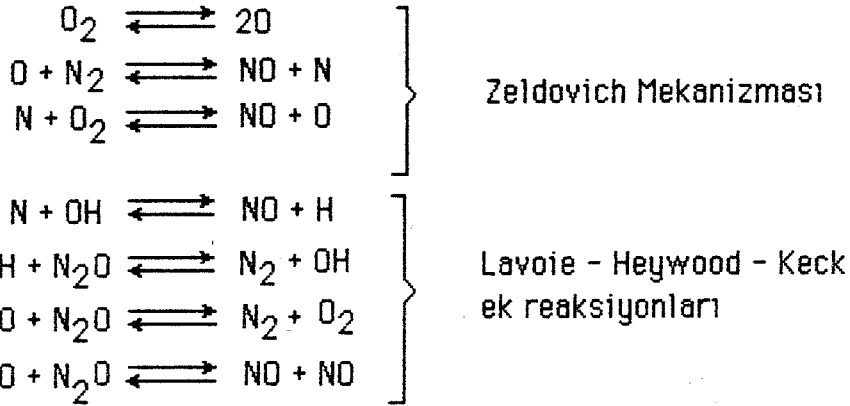 O₂ ⇌ 2O
O + N₂ ⇌ NO + N
N + O₂ ⇌ NO + O
Zeldovich Mekanizması
N + OH ⇌ NO + H
H + N₂O ⇌ N₂ + OH
O + N₂O ⇌ N₂ + O₂
O + N₂O ⇌ NO + NO
Lavoie - Heywood - Keck
ek reaksiyonları